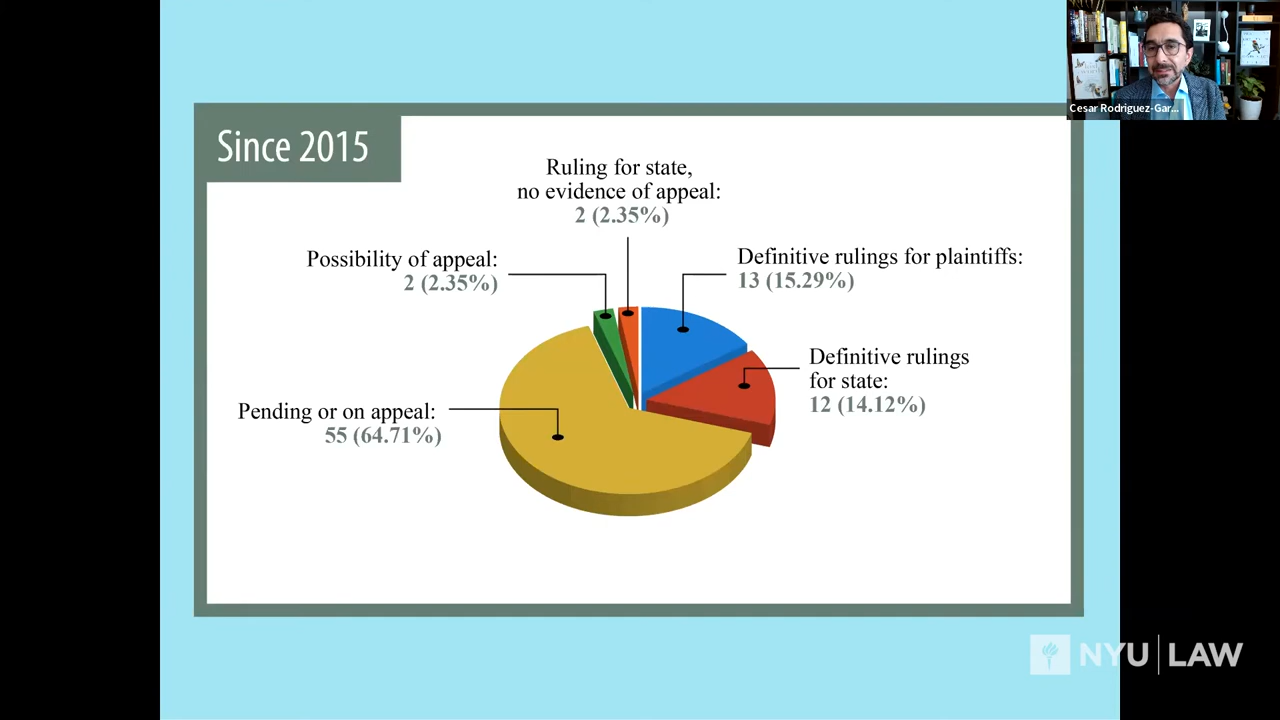 Cesar Rodriguez-Gar...
Since 2015
Ruling for state,
no evidence of appeal:
2 (2.35%)
Possibility of appeal:
2 (2.35%)
Definitive rulings for plaintiffs:
13 (15.29%)
Definitive rulings
for state:
12 (14.12%)
Pending or on appeal:
55 (64.71%)
NYU | LAW